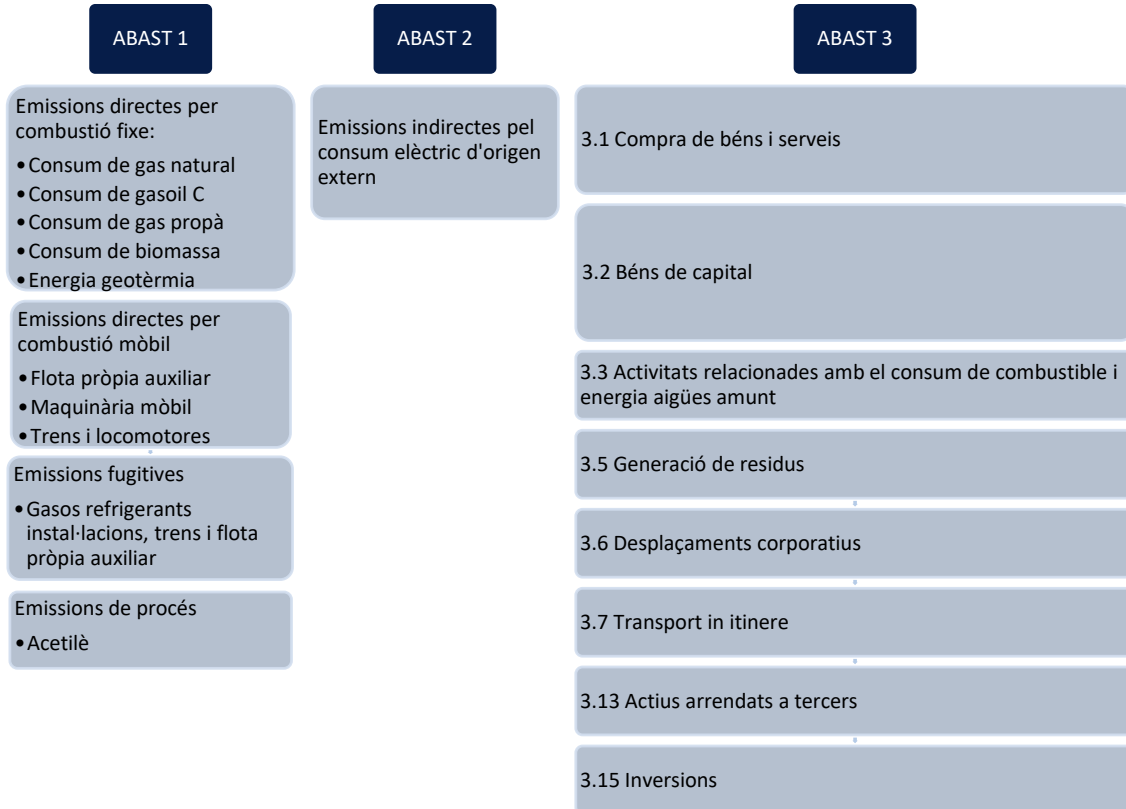 ABAST 1
Emissions directes per
combustió fixe:
•Consum de gas natural
•Consum de gasoil C
•Consum de gas propà
•Consum de biomassa
•Energia geotèrmia
Emissions directes per
combustió mòbil
•Flota pròpia auxiliar
•Maquinària mòbil
•Trens i locomotores
Emissions fugitives
•Gasos refrigerants
instal·lacions, trens i flota
pròpia auxiliar
Emissions de procés
•Acetilè
ABAST 2
Emissions indirectes pel
consum elèctric d'origen
extern
ABAST 3
3.1 Compra de béns i serveis
3.2 Béns de capital
3.3 Activitats relacionades amb el consum de combustible i
energia aigües amunt
3.5 Generació de residus
3.6 Desplaçaments corporatius
3.7 Transport in itinere
3.13 Actius arrendats a tercers
3.15 Inversions